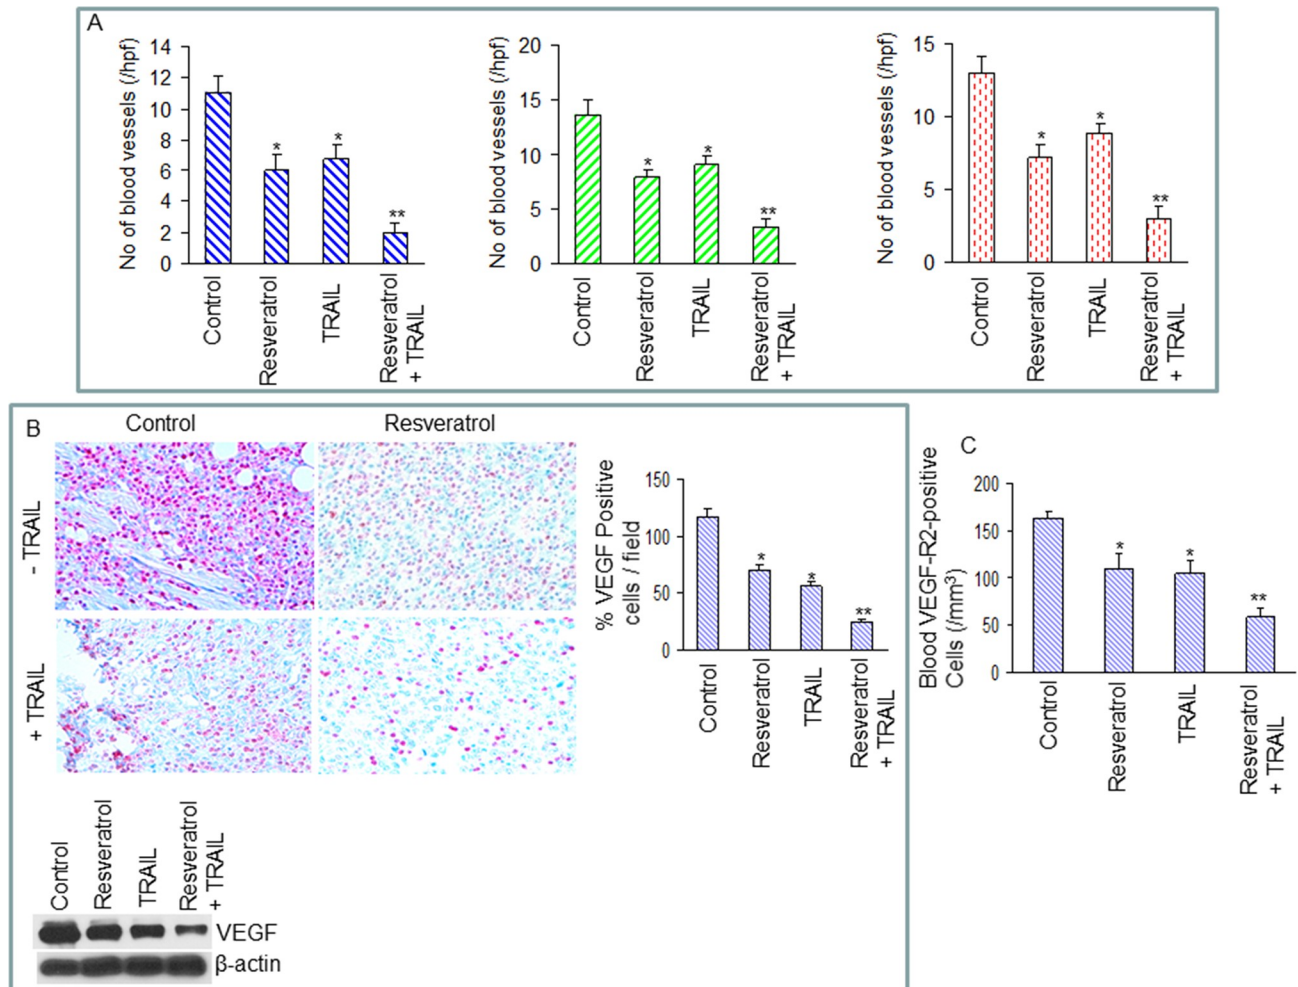 A
No of blood vessels (/hpf)
14
12
10
8
6
4
2
0
*
*
**
Control
Resveratrol
TRAIL
Resveratrol
+ TRAIL
No of blood vessels (/hpf)
20
15
10
5
0
*
*
**
Control
Resveratrol
TRAIL
Resveratrol
+ TRAIL
No of blood vessels (/hpf)
15
10
5
0
*
*
**
Control
Resveratrol
TRAIL
Resveratrol
+ TRAIL
B
Control
Resveratrol
- TRAIL
+ TRAIL
% VEGF Positive
cells / field
150
100
50
0
*
*
**
Control
Resveratrol
TRAIL
Resveratrol
+ TRAIL
Control
Resveratrol
TRAIL
Resveratrol
+ TRAIL
VEGF
β-actin
C
Blood VEGF-R2-positive
Cells (/mm³)
200
150
100
50
0
*
*
**
Control
Resveratrol
TRAIL
Resveratrol
+ TRAIL